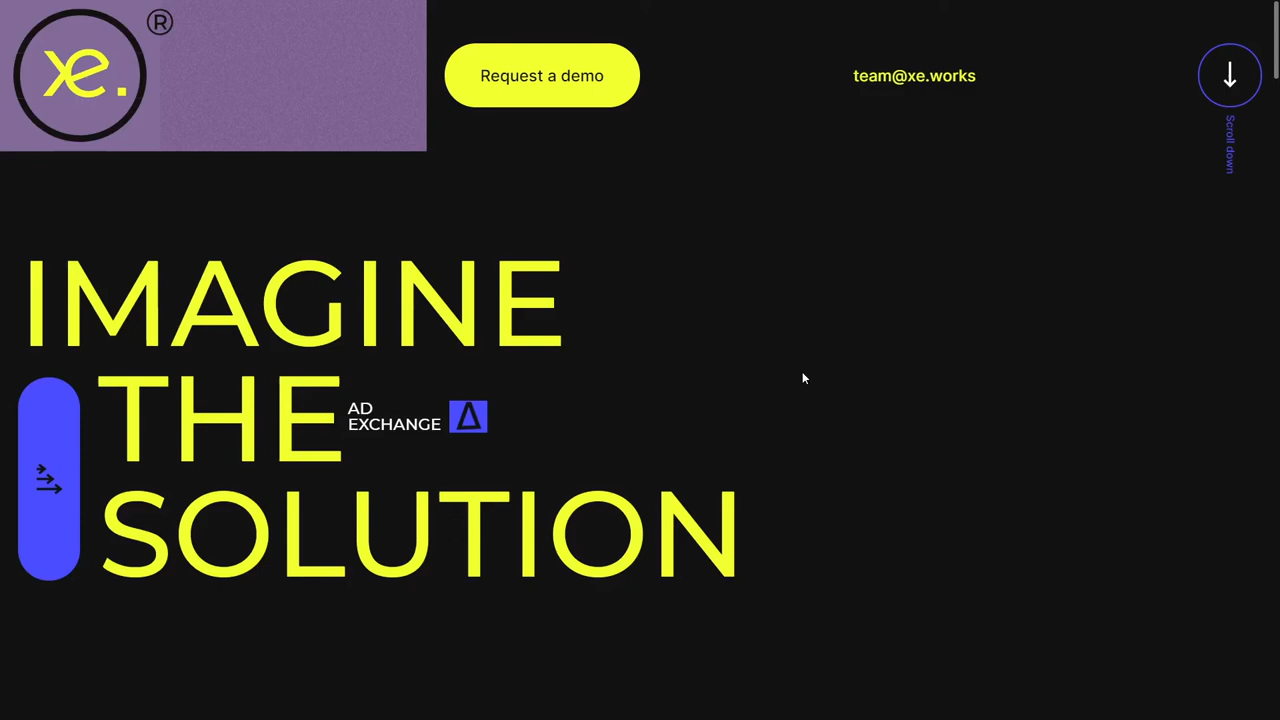 xe.
®
Request a demo
team@xe.works
Scroll down
IMAGINE
THE
AD
EXCHANGE
SOLUTION